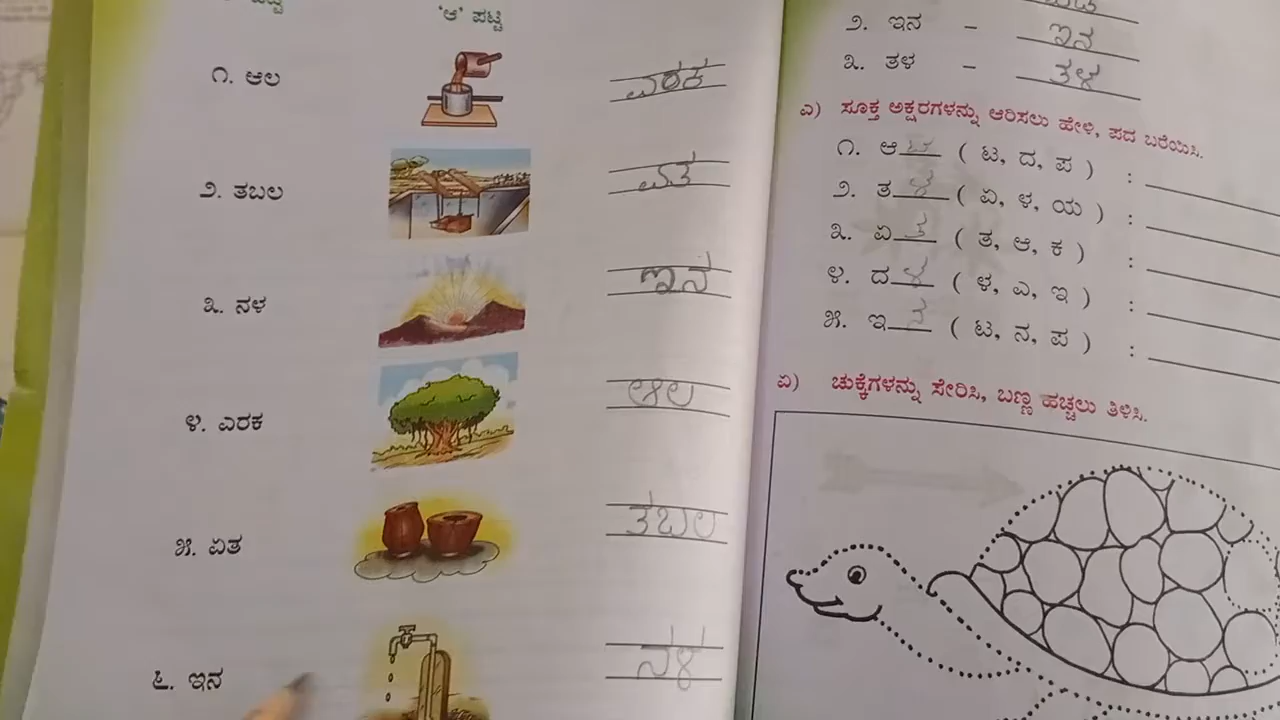 ಪಟ್ಟಿ 'ಆ' ಪಟ್ಟಿ
೧. ಆಲ ಎರಕ
೨. ತಬಲ ಏತ
೩. ನಳ ಇನ
೪. ಎರಕ ಆಲ
೫. ಏತ ತಬಲ
೬. ಇನ ನಳ
೨. ಇನ – ಇನ
೩. ತಳ – ತಳ
ಎ) ಸೂಕ್ತ ಅಕ್ಷರಗಳನ್ನು ಆರಿಸಲು ಹೇಳಿ, ಪದ ಬರೆಯಿಸಿ.
೧. ಆಟ ( ಟ, ದ, ಪ ) :
೨. ತಳ ( ಏ, ಳ, ಯ ) :
೩. ಏತ ( ತ, ಆ, ಕ ) :
೪. ದಳ ( ಳ, ಎ, ಇ ) :
೫. ಇನ ( ಟ, ನ, ಪ ) :
ಏ) ಚುಕ್ಕೆಗಳನ್ನು ಸೇರಿಸಿ, ಬಣ್ಣ ಹಚ್ಚಲು ತಿಳಿಸಿ.